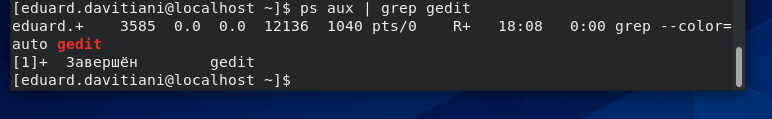 [eduard.davitiani@localhost ~]$ ps aux | grep gedit
eduard.+    3585  0.0  0.0  12136  1040 pts/0    R+   18:08   0:00 grep --color=
auto gedit
[1]+  Завершён        gedit
[eduard.davitiani@localhost ~]$